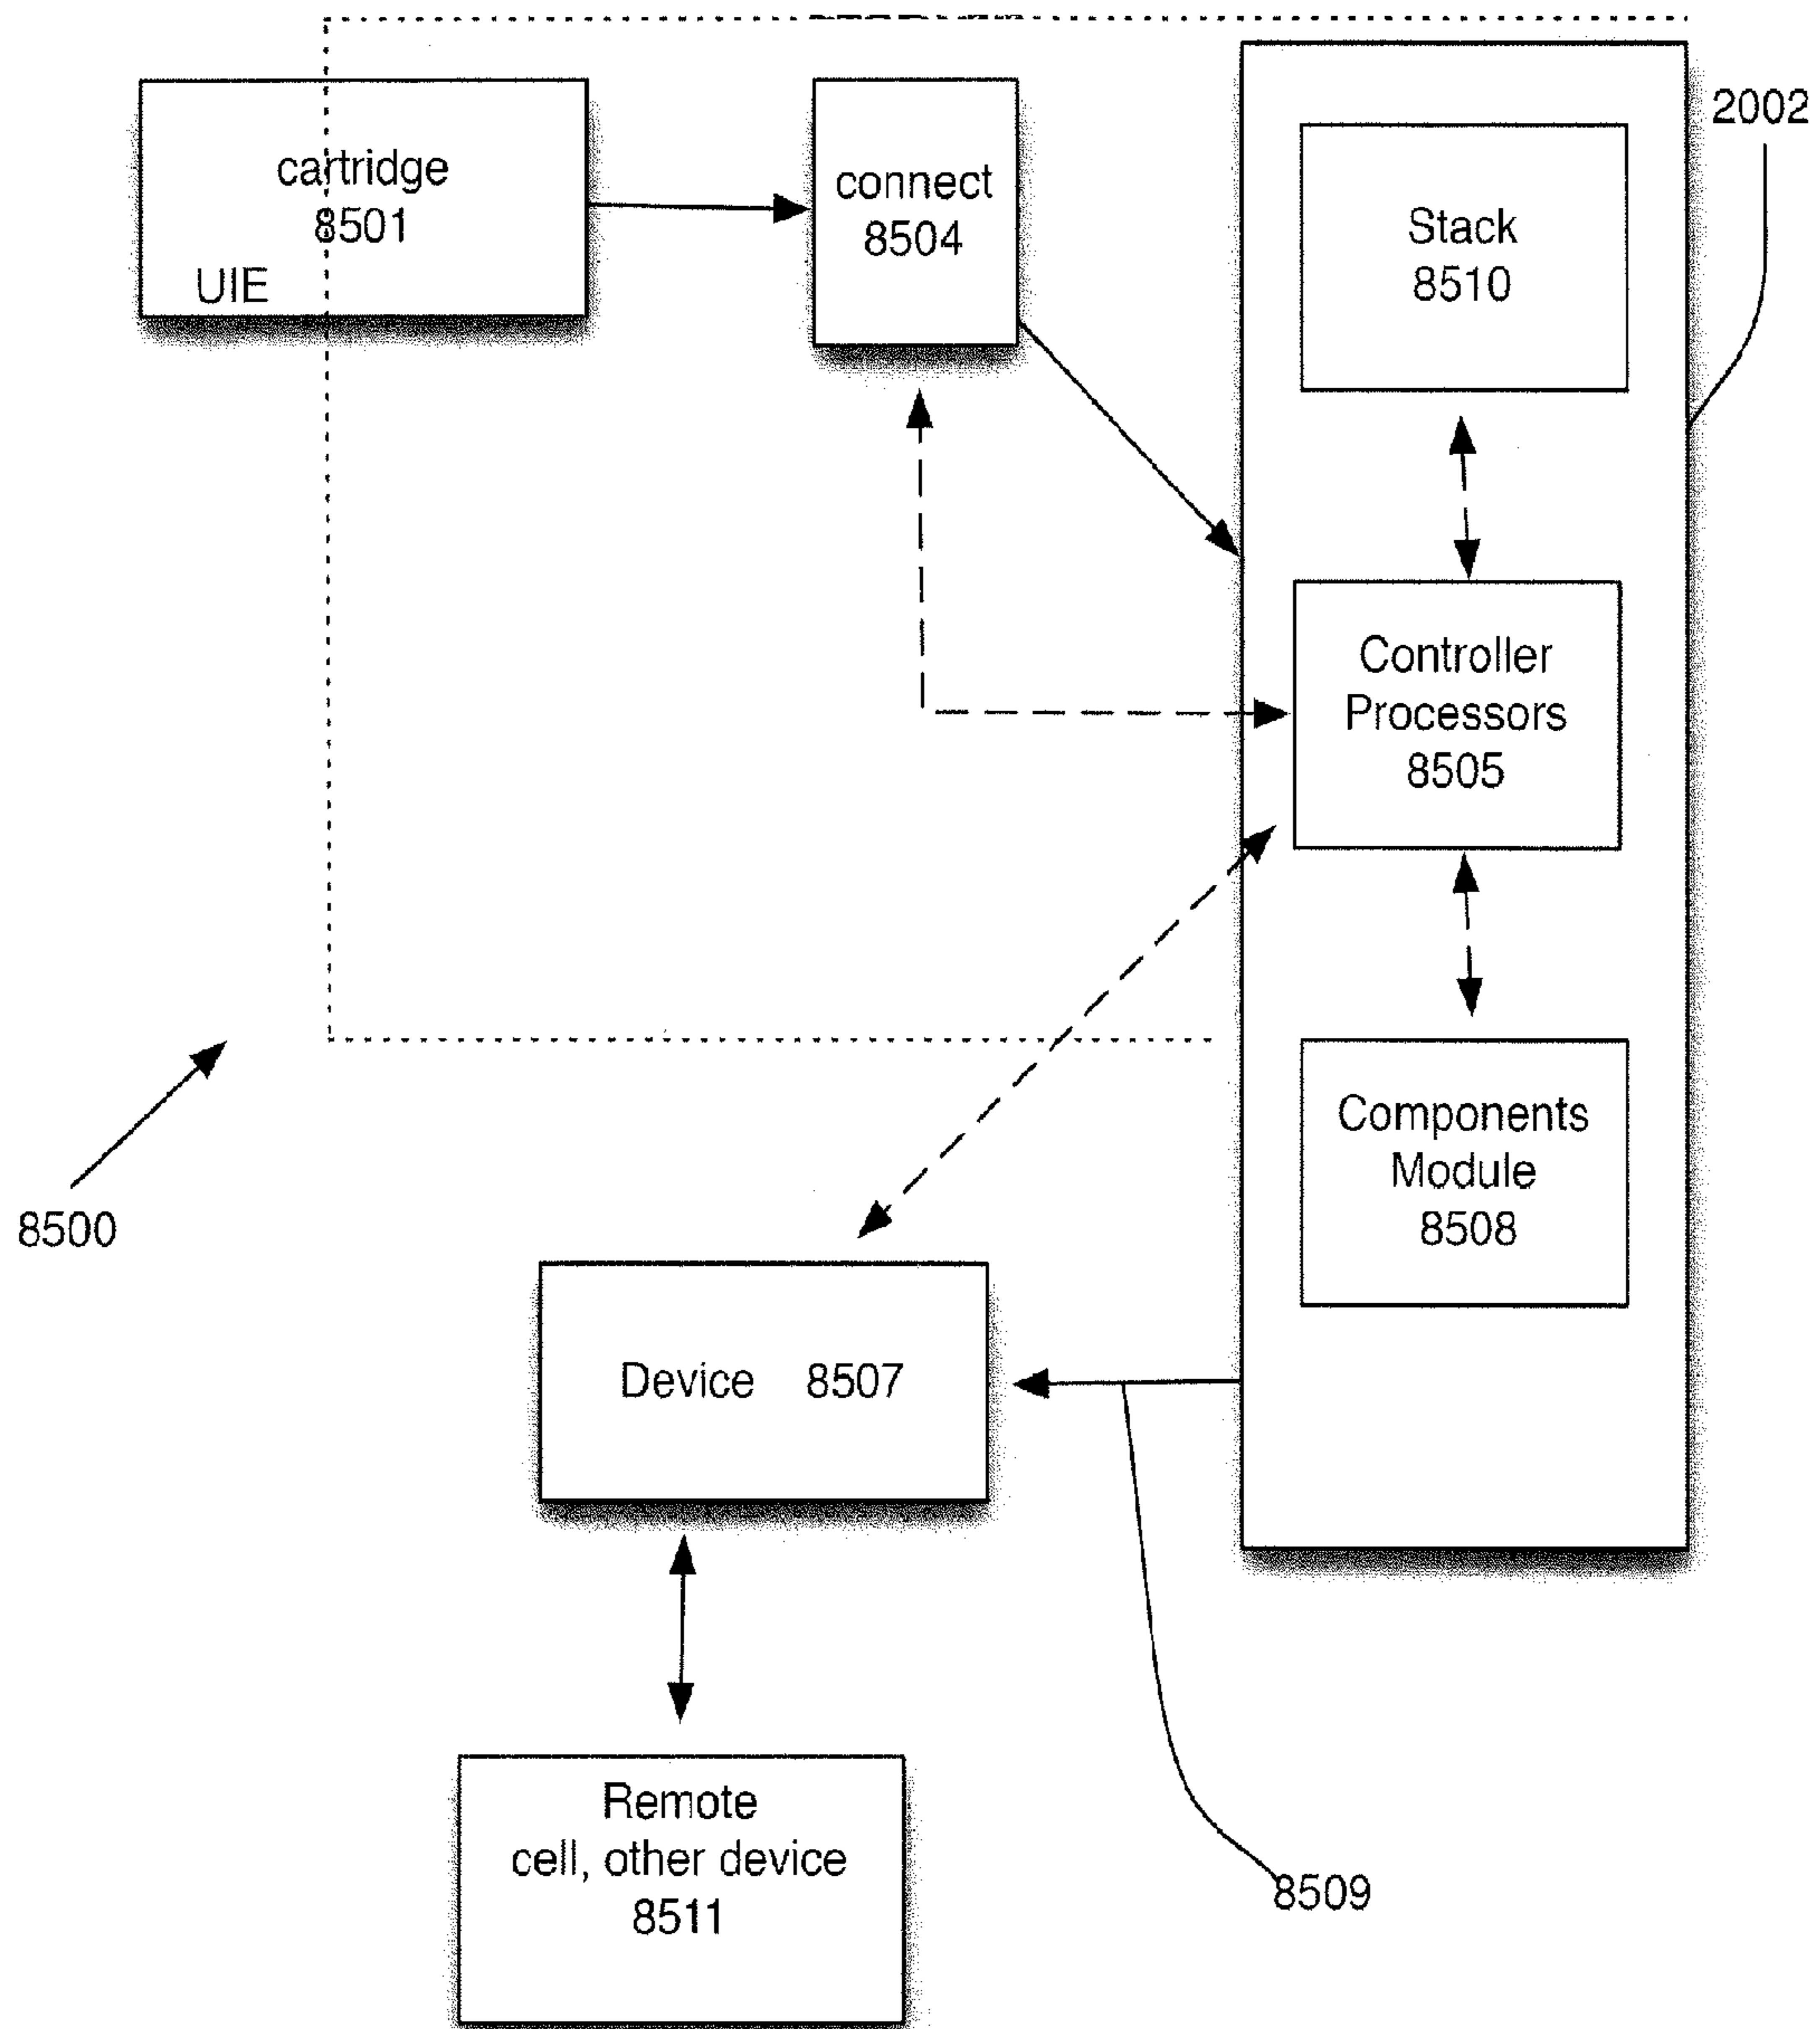 2002
cartridge
8501
UIE
connect
8504
Stack
8510
Controller
Processors
8505
Components
Module
8508
8500
Device 8507
Remote
cell, other device
8511
8509